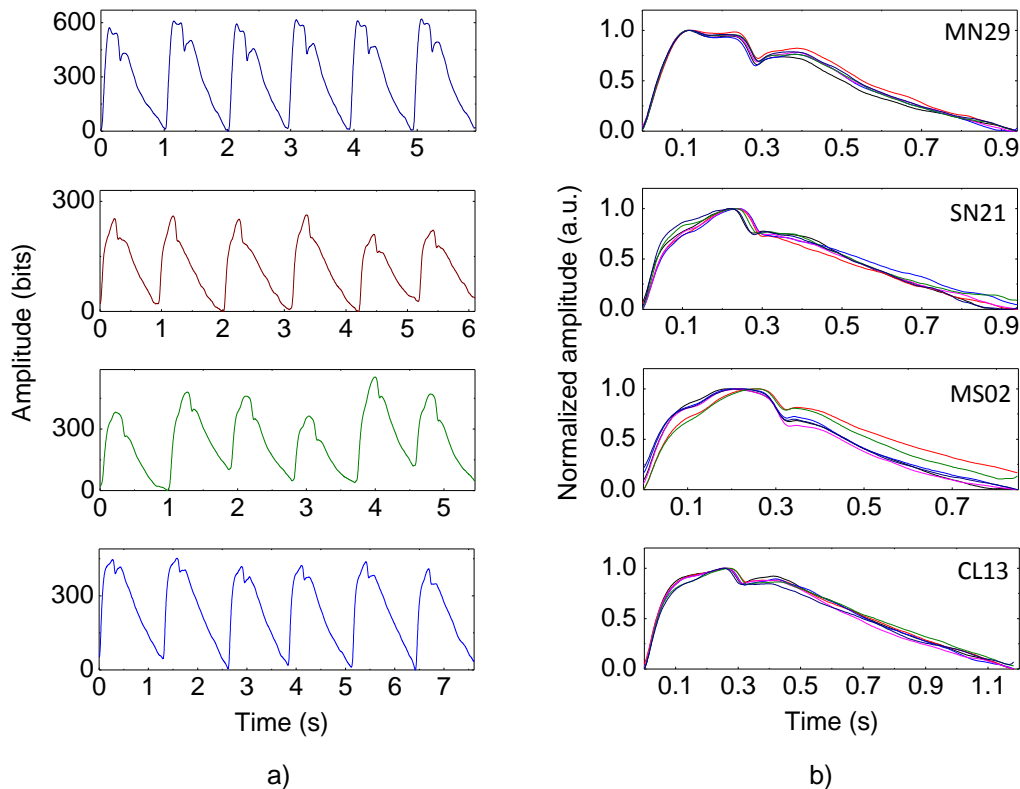 Amplitude (bits)
600
300
0
0 1 2 3 4 5
300
0
0 1 2 3 4 5 6
300
0
0 1 2 3 4 5
300
0
0 1 2 3 4 5 6 7
Time (s)
a)
Normalized amplitude (a.u.)
MN29
1.0
0.5
0.0
0.1 0.3 0.5 0.7 0.9
SN21
1.0
0.5
0.0
0.1 0.3 0.5 0.7 0.9
MS02
1.0
0.5
0.0
0.1 0.3 0.5 0.7
CL13
1.0
0.5
0.0
0.1 0.3 0.5 0.7 0.9 1.1
Time (s)
b)